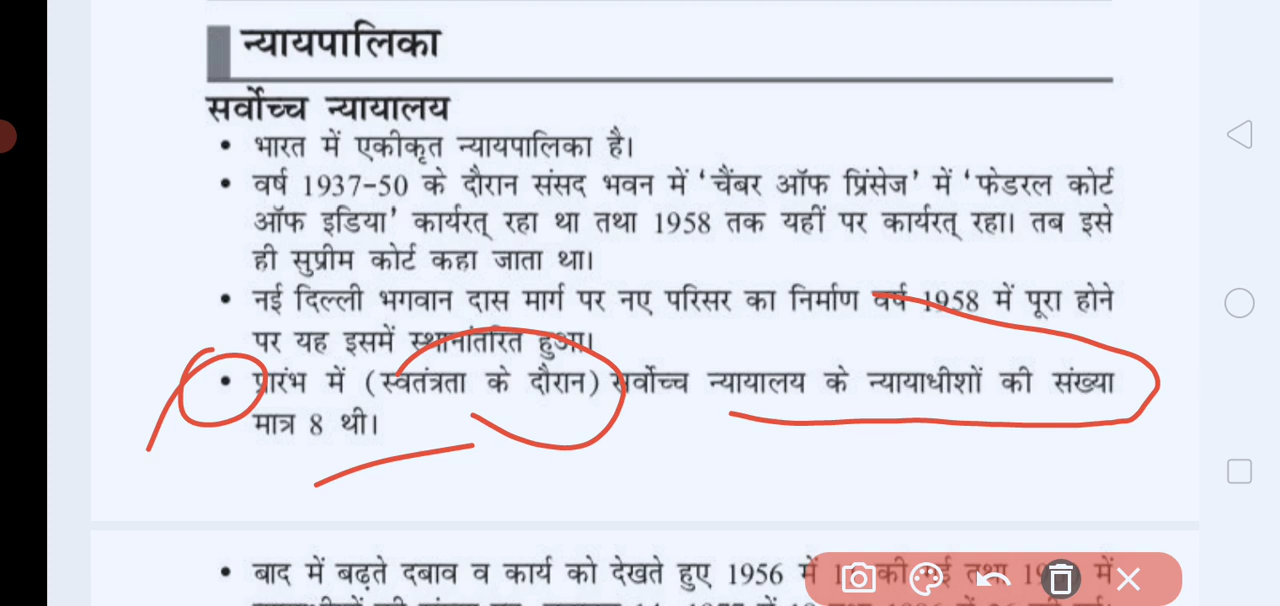 न्यायपालिका
सर्वोच्च न्यायालय
• भारत में एकीकृत न्यायपालिका है।
• वर्ष 1937-50 के दौरान संसद भवन में ‘चैंबर ऑफ प्रिंसेज’ में ‘फेडरल कोर्ट
ऑफ इंडिया’ कार्यरत् रहा था तथा 1958 तक यहीं पर कार्यरत् रहा। तब इसे
ही सुप्रीम कोर्ट कहा जाता था।
• नई दिल्ली भगवान दास मार्ग पर नए परिसर का निर्माण वर्ष 1958 में पूरा होने
पर यह इसमें स्थानांतरित हुआ।
• प्रारंभ में (स्वतंत्रता के दौरान) सर्वोच्च न्यायालय के न्यायाधीशों की संख्या
मात्र 8 थी।
• बाद में बढ़ते दबाव व कार्य को देखते हुए 1956 में की गई तथा में